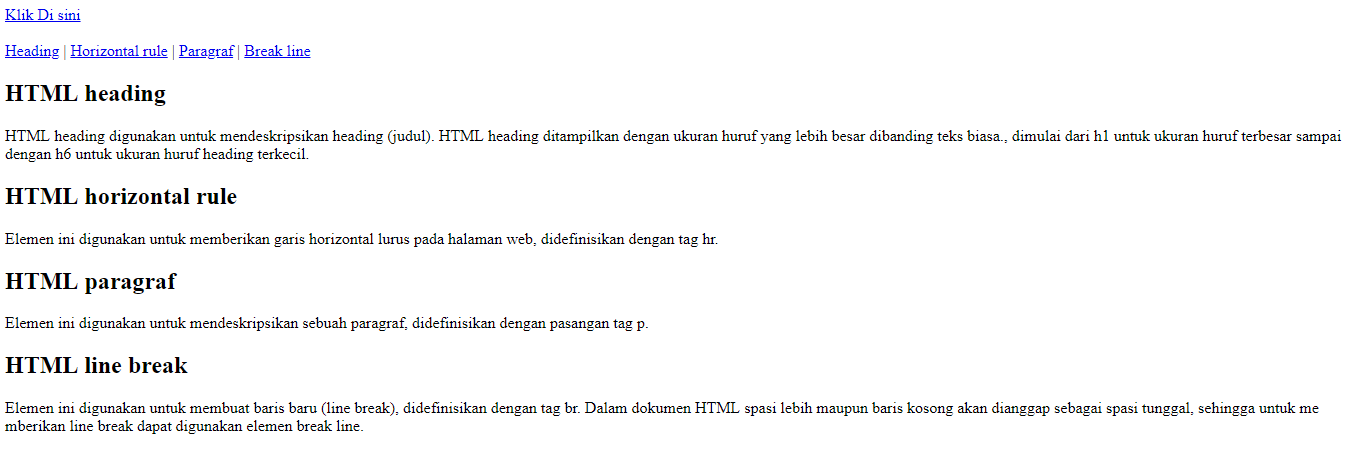 Klik Di sini
Heading | Horizontal rule | Paragraf | Break line
HTML heading
HTML heading digunakan untuk mendeskripsikan heading (judul). HTML heading ditampilkan dengan ukuran huruf yang lebih besar dibanding teks biasa., dimulai dari h1 untuk ukuran huruf terbesar sampai
dengan h6 untuk ukuran huruf heading terkecil.
HTML horizontal rule
Elemen ini digunakan untuk memberikan garis horizontal lurus pada halaman web, didefinisikan dengan tag hr.
HTML paragraf
Elemen ini digunakan untuk mendeskripsikan sebuah paragraf, didefinisikan dengan pasangan tag p.
HTML line break
Elemen ini digunakan untuk membuat baris baru (line break), didefinisikan dengan tag br. Dalam dokumen HTML spasi lebih maupun baris kosong akan dianggap sebagai spasi tunggal, sehingga untuk me
mberikan line break dapat digunakan elemen break line.